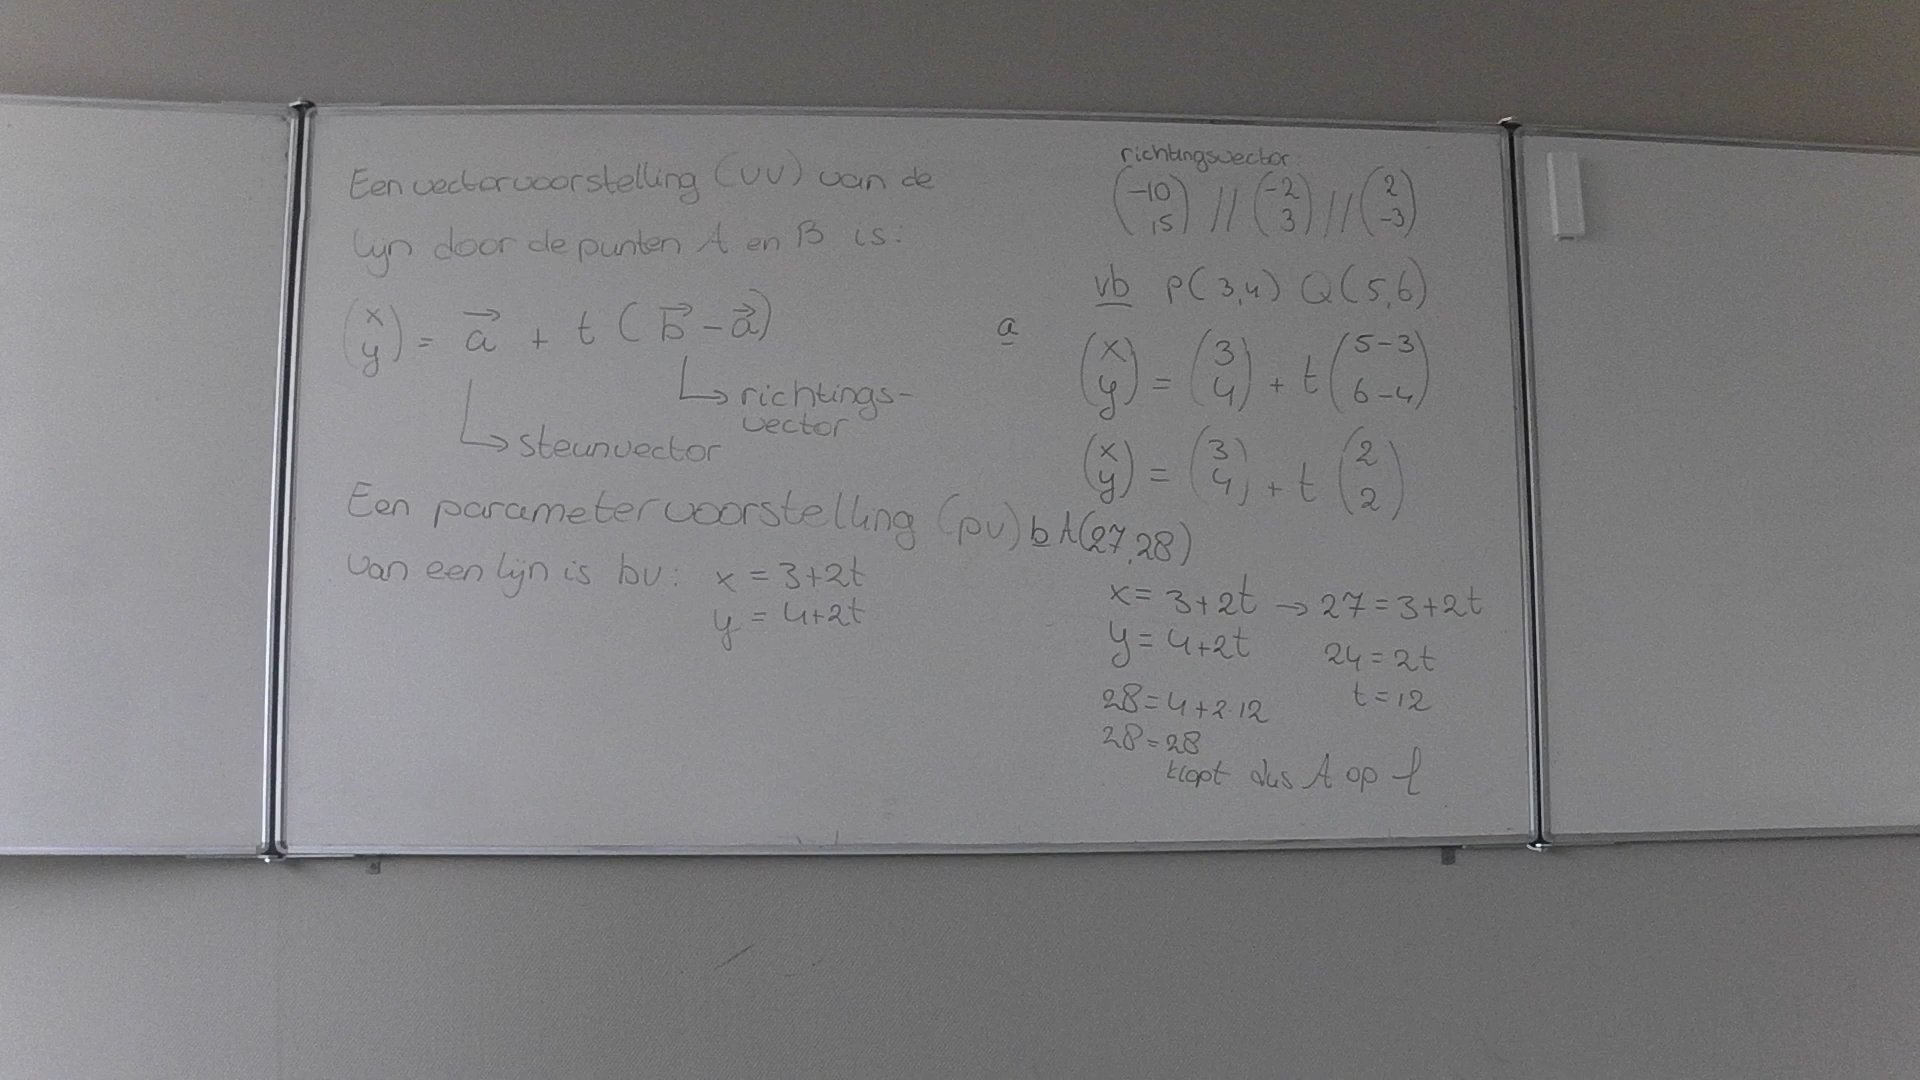 Een vectorvoorstelling (vv) van de
lijn door de punten A en B is:
(x y) = a⃗ + t (b⃗ - a⃗)
↳ richtings-
vector
↳ steunvector
Een parametervoorstelling (pv)
van een lijn is bv: x = 3+2t
y = 4+2t
richtingsvector:
(-10 15) // (-2 3) // (2 -3)
vb P(3,4) Q(5,6)
a (x y) = (3 4) + t (5-3 6-4)
(x y) = (3 4) + t (2 2)
b A(27,28)
x = 3+2t → 27 = 3+2t
y = 4+2t 24 = 2t
28 = 4+2·12 t = 12
28 = 28
klopt dus A op l